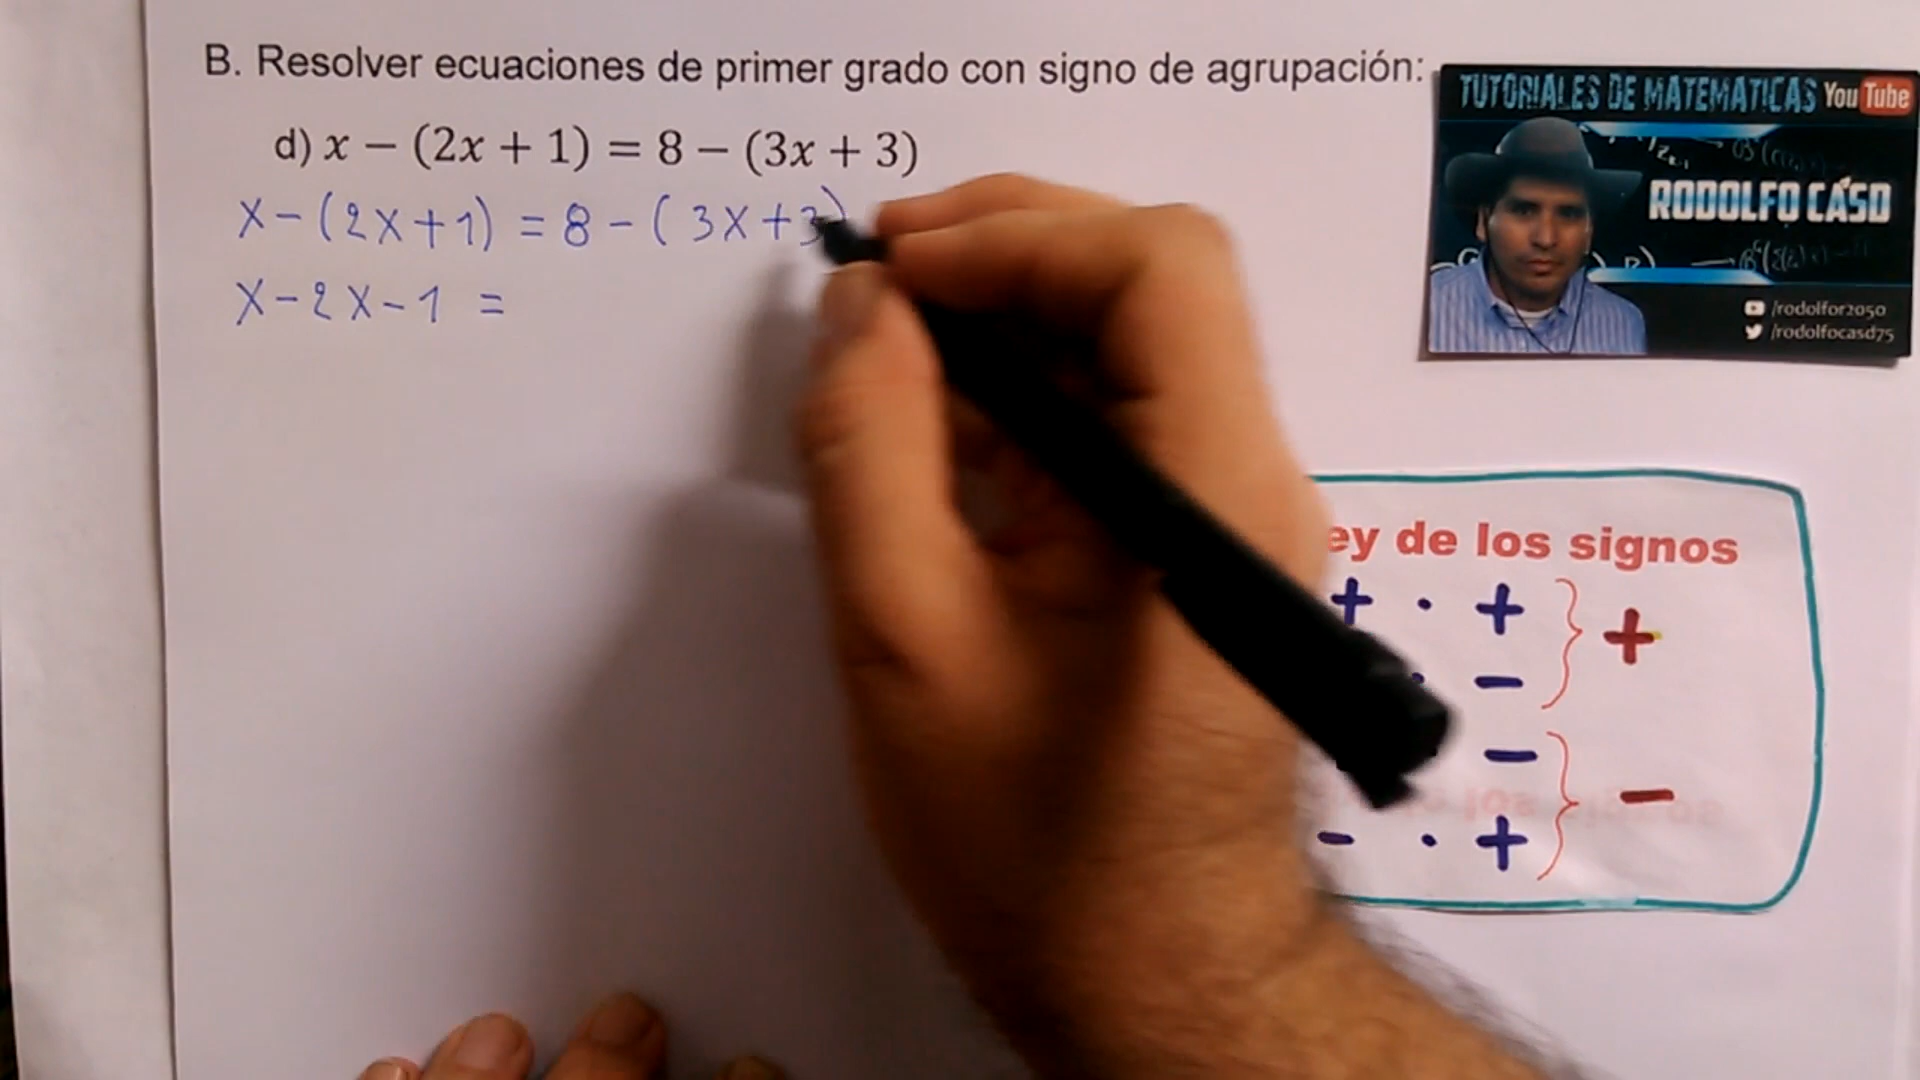 B. Resolver ecuaciones de primer grado con signo de agrupación:
d) x − (2x + 1) = 8 − (3x + 3)
x - (2x+1) = 8 - ( 3x+3)
x - 2x - 1 =
TUTORIALES DE MATEMATICAS YouTube
RODOLFO CASD
/rodolfor2050
/rodolfocasd75
ey de los signos
+ · + } +
· −
− } −
- · +